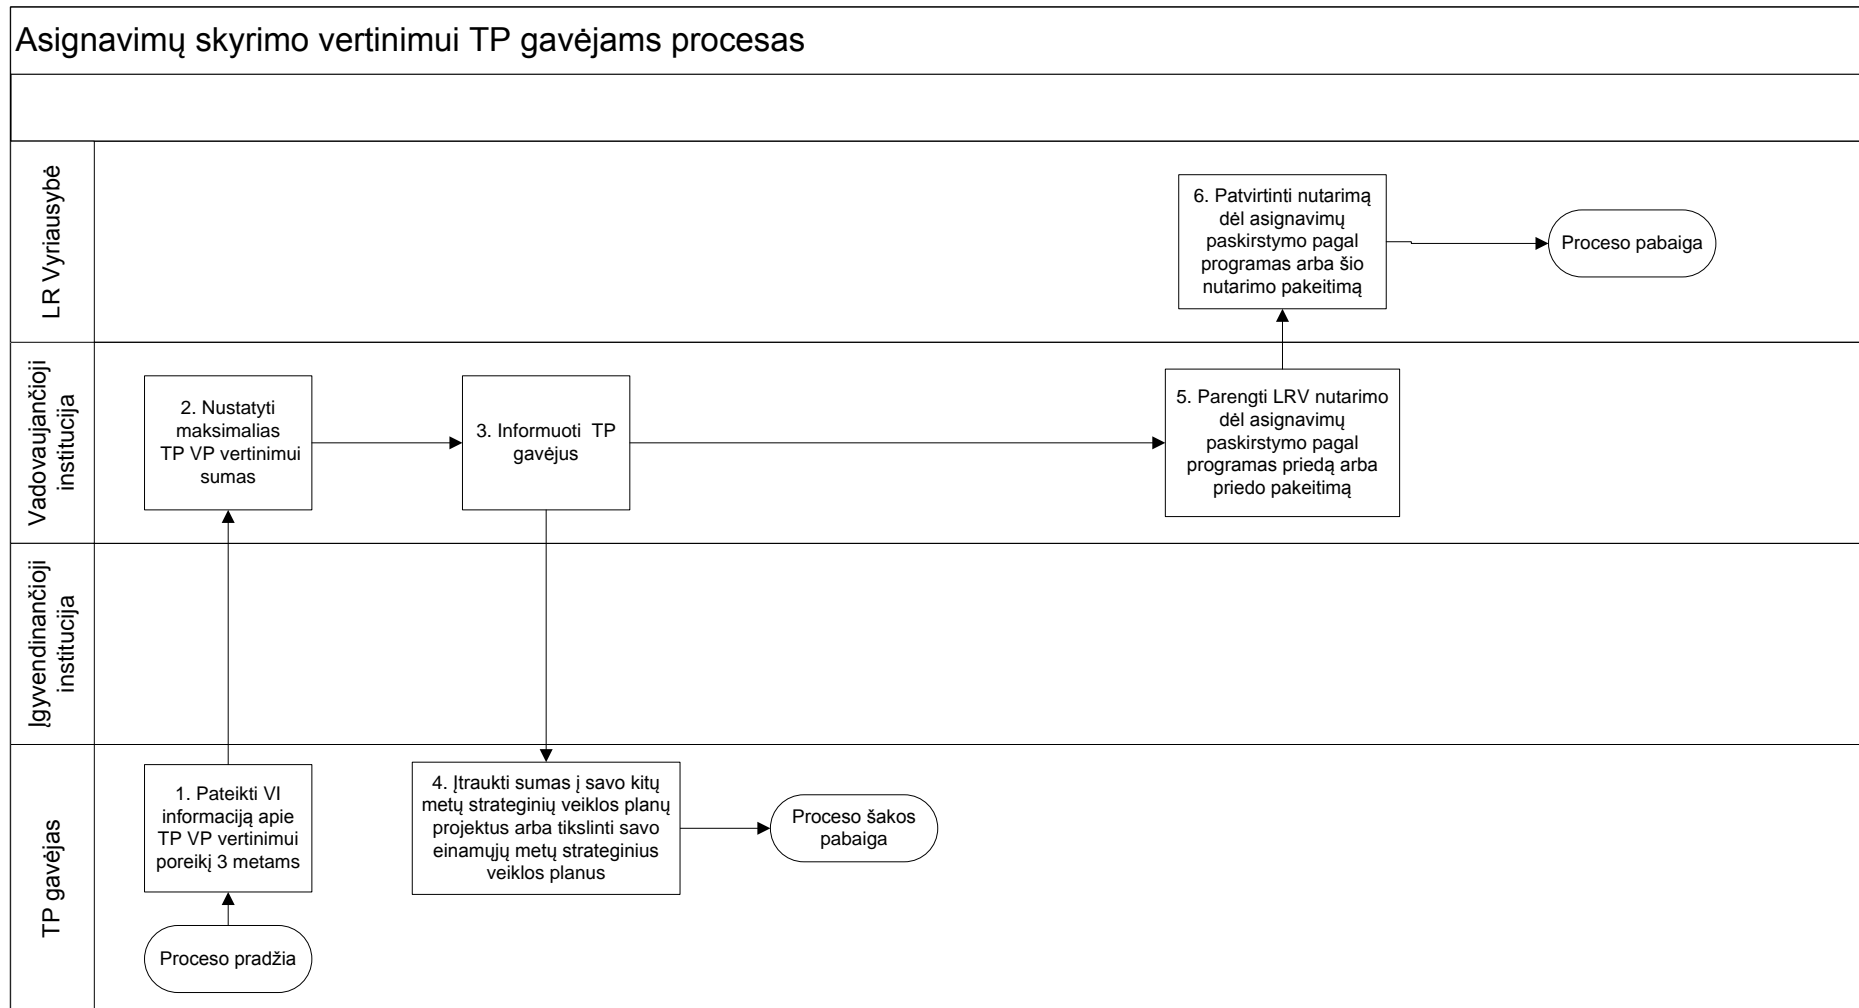 Asignavimų skyrimo vertinimui TP gavėjams procesas
LR Vyriausybė
6. Patvirtinti nutarimą
dėl asignavimų
paskirstymo pagal
programas arba šio
nutarimo pakeitimą
Proceso pabaiga
Vadovaujančioji
institucija
2. Nustatyti
maksimalias
TP VP vertinimui
sumas
3. Informuoti TP
gavėjus
5. Parengti LRV nutarimo
dėl asignavimų
paskirstymo pagal
programas priedą arba
priedo pakeitimą
Įgyvendinančioji
institucija
TP gavėjas
1. Pateikti VI
informaciją apie
TP VP vertinimui
poreikį 3 metams
4. Įtraukti sumas į savo kitų
metų strateginių veiklos planų
projektus arba tikslinti savo
einamųjų metų strateginius
veiklos planus
Proceso šakos
pabaiga
Proceso pradžia